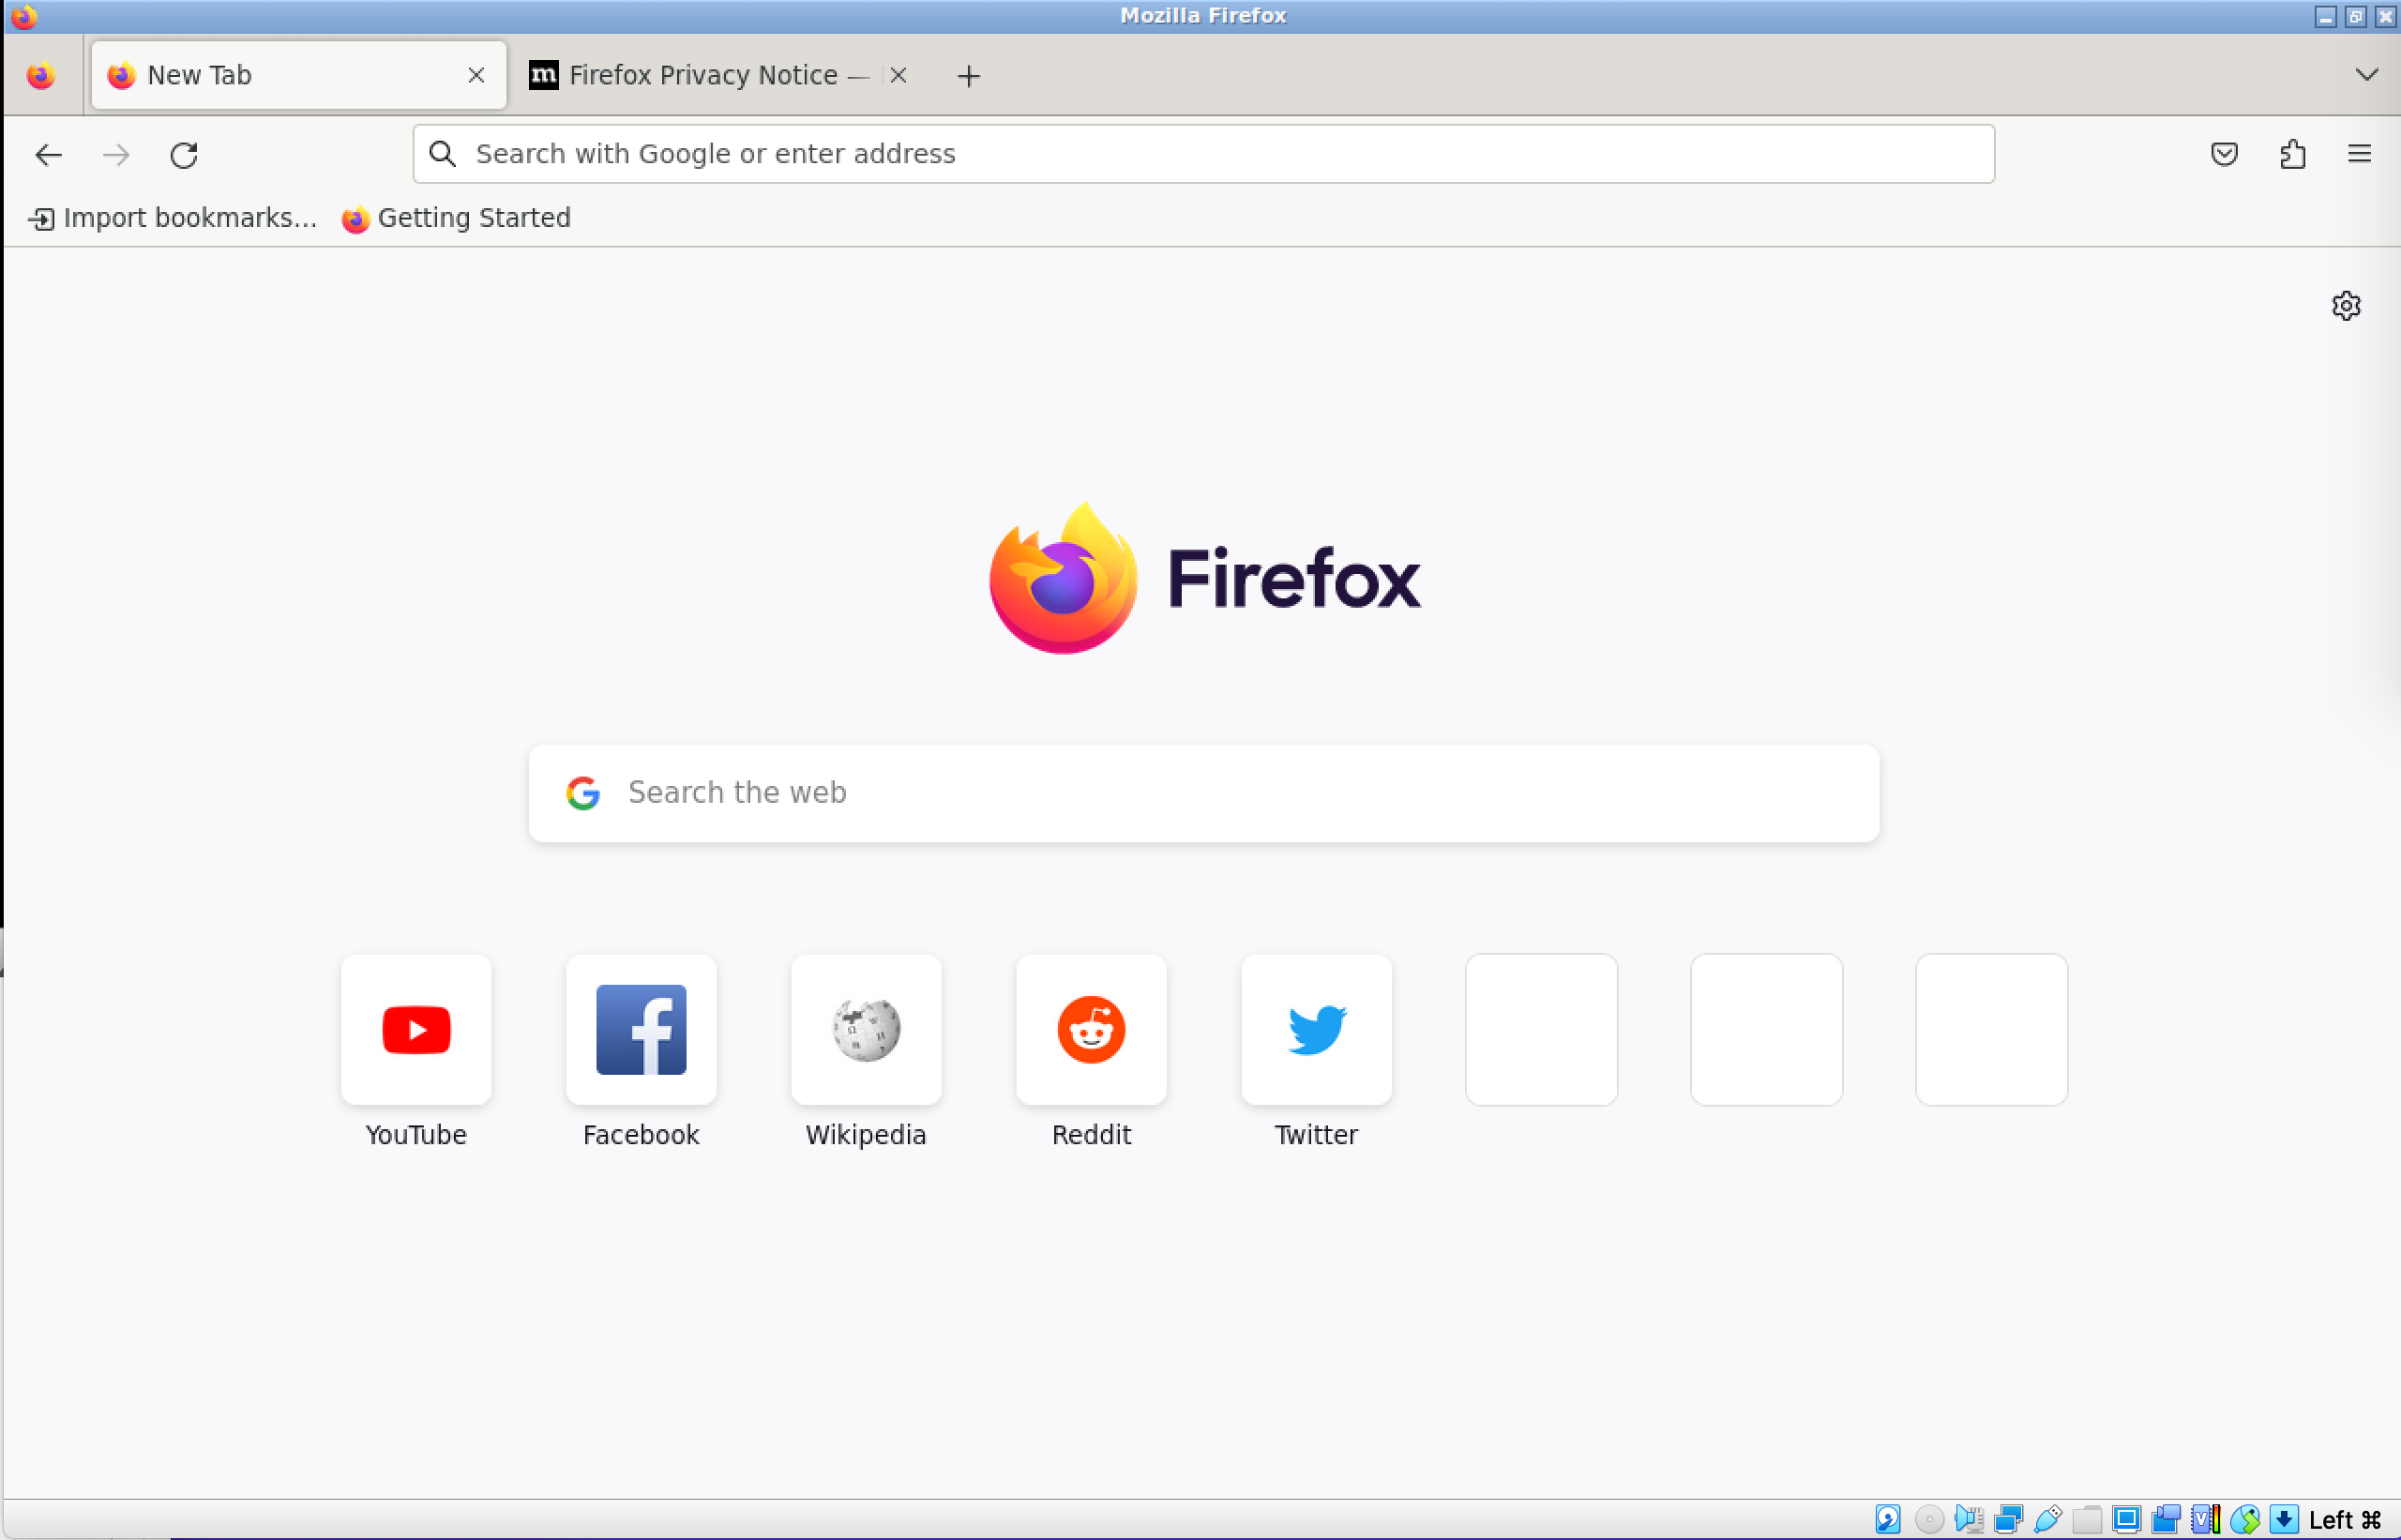 Mozilla Firefox
New Tab
m Firefox Privacy Notice —
Search with Google or enter address
Import bookmarks...
Getting Started
Firefox
Search the web
YouTube
Facebook
Wikipedia
Reddit
Twitter
Left ⌘